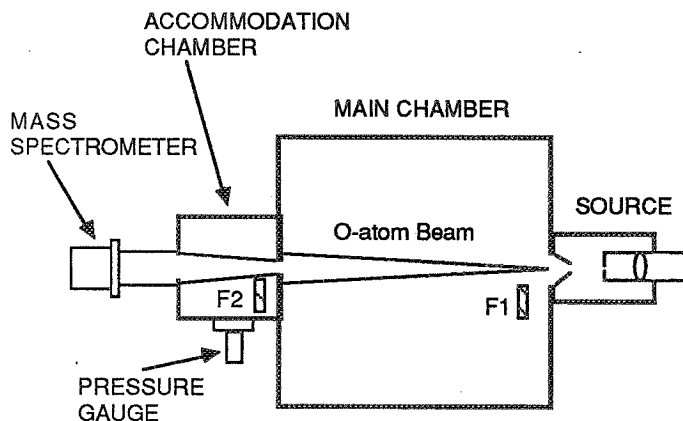 ACCOMMODATION
CHAMBER
MAIN CHAMBER
MASS
SPECTROMETER
SOURCE
O-atom Beam
F2
F1
PRESSURE
GAUGE